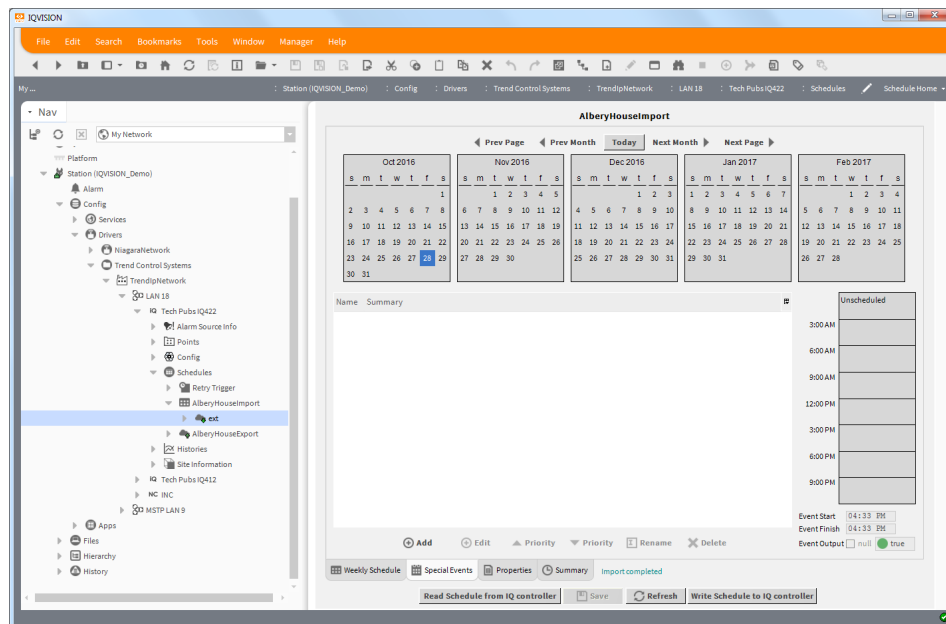 IQVISION
File Edit Search Bookmarks Tools Window Manager Help
My... : Station (IQVISION_Demo) : Config : Drivers : Trend Control Systems : TrendIpNetwork : LAN 18 : Tech Pubs IQ422 : Schedules Schedule Home
Nav
My Network
Platform
Station (IQVISION_Demo)
Alarm
Config
Services
Drivers
NiagaraNetwork
Trend Control Systems
TrendIpNetwork
LAN 18
IQ Tech Pubs IQ422
Alarm Source Info
Points
Config
Schedules
Retry Trigger
AlberyHouseImport
ext
AlberyHouseExport
Histories
Site Information
IQ Tech Pubs IQ412
NC INC
MSTP LAN 9
Apps
Files
Hierarchy
History
AlberyHouseImport
Prev Page Prev Month Today Next Month Next Page
Oct 2016
s m t w t f s
1
2 3 4 5 6 7 8
9 10 11 12 13 14 15
16 17 18 19 20 21 22
23 24 25 26 27 28 29
30 31
Nov 2016
s m t w t f s
1 2 3 4 5
6 7 8 9 10 11 12
13 14 15 16 17 18 19
20 21 22 23 24 25 26
27 28 29 30
Dec 2016
s m t w t f s
1 2 3
4 5 6 7 8 9 10
11 12 13 14 15 16 17
18 19 20 21 22 23 24
25 26 27 28 29 30 31
Jan 2017
s m t w t f s
1 2 3 4 5 6 7
8 9 10 11 12 13 14
15 16 17 18 19 20 21
22 23 24 25 26 27 28
29 30 31
Feb 2017
s m t w t f s
1 2 3 4
5 6 7 8 9 10 11
12 13 14 15 16 17 18
19 20 21 22 23 24 25
26 27 28
Name Summary
Unscheduled
3:00 AM
6:00 AM
9:00 AM
12:00 PM
3:00 PM
6:00 PM
9:00 PM
Event Start 04:33 PM
Event Finish 04:33 PM
Event Output null true
Add Edit Priority Priority Rename Delete
Weekly Schedule Special Events Properties Summary Import completed
Read Schedule from IQ controller Save Refresh Write Schedule to IQ controller